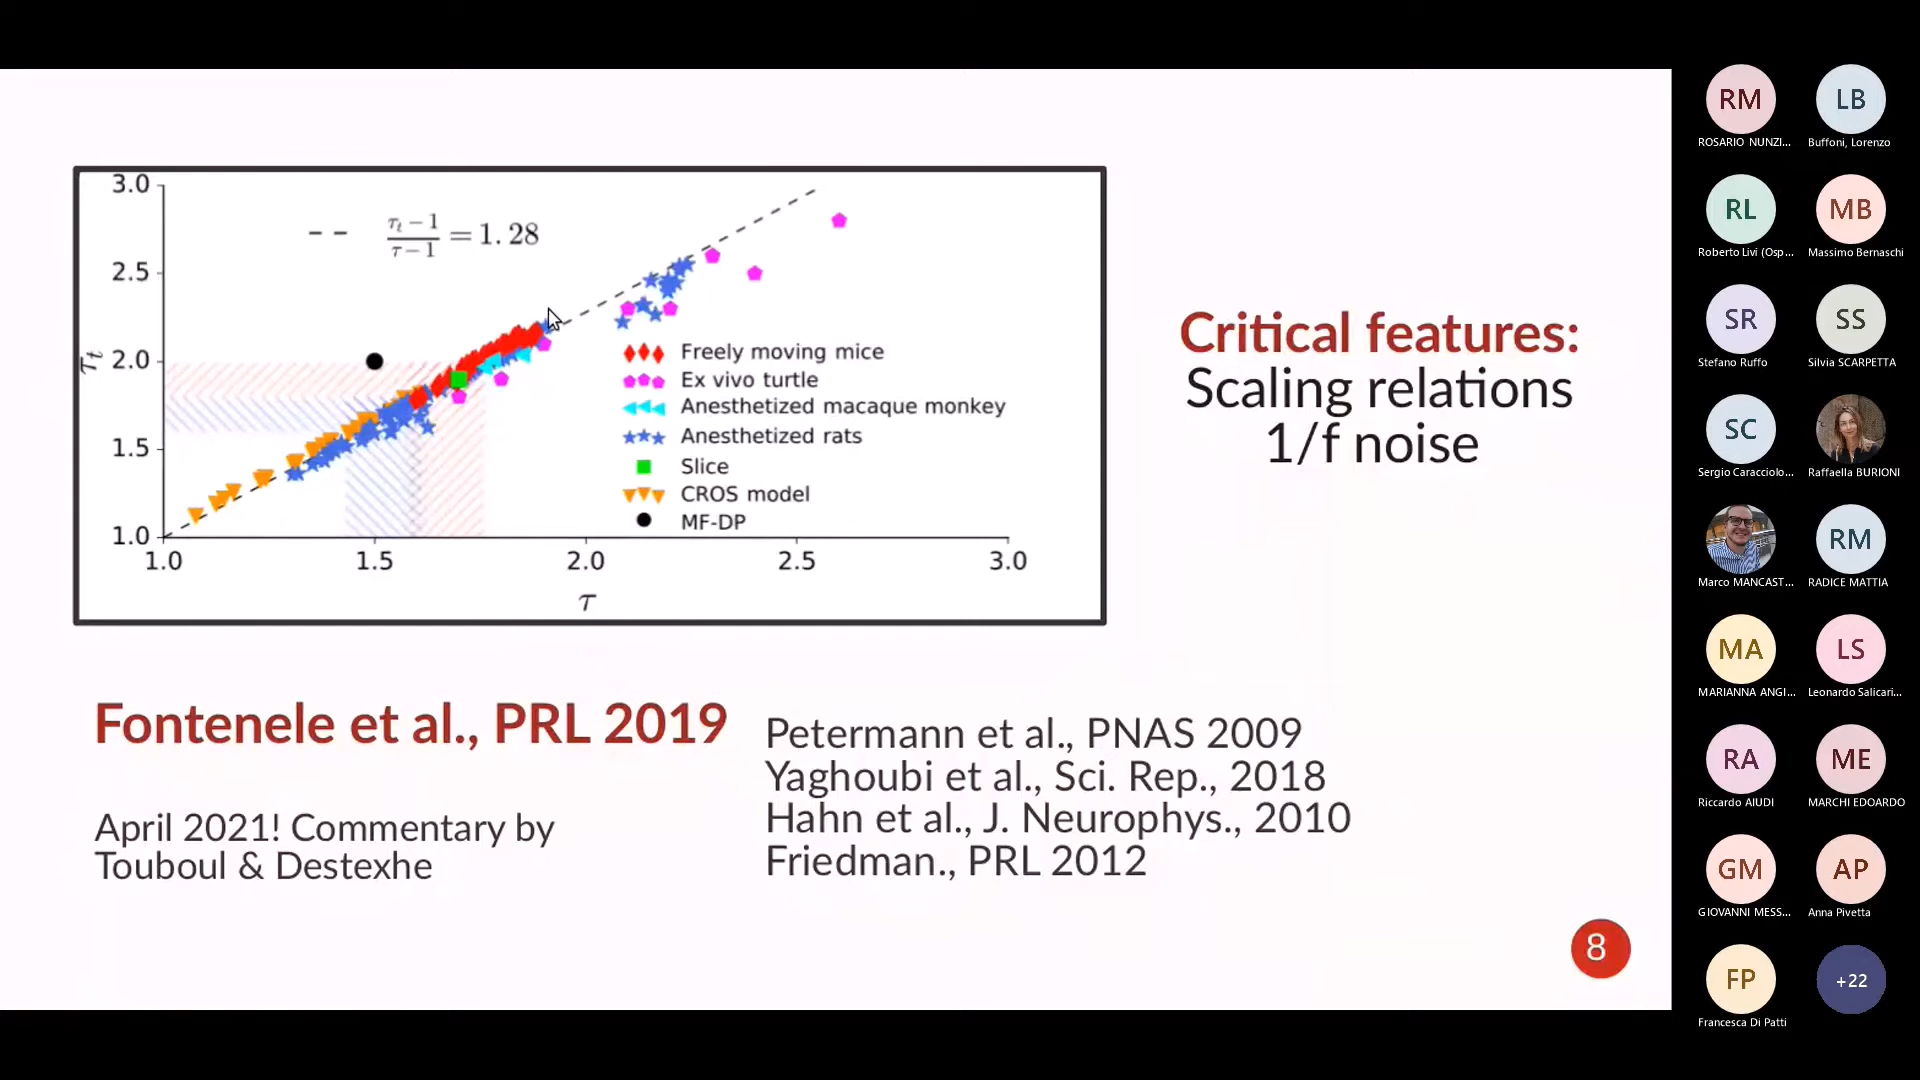 3.0
2.5
2.0
1.5
1.0
τt
τt − 1
τ − 1
= 1.28
Freely moving mice
Ex vivo turtle
Anesthetized macaque monkey
Anesthetized rats
Slice
CROS model
MF-DP
1.0 1.5 2.0 2.5 3.0
τ
Critical features:
Scaling relations
1/f noise
Fontenele et al., PRL 2019
April 2021! Commentary by
Touboul & Destexhe
Petermann et al., PNAS 2009
Yaghoubi et al., Sci. Rep., 2018
Hahn et al., J. Neurophys., 2010
Friedman., PRL 2012
8
RM LB
ROSARIO NUNZI... Buffoni, Lorenzo
RL MB
Roberto Livi (Osp... Massimo Bernaschi
SR SS
Stefano Ruffo Silvia SCARPETTA
SC
Sergio Caracciolo... Raffaella BURIONI
RM
Marco MANCAST... RADICE MATTIA
MA LS
MARIANNA ANGI... Leonardo Salicari...
RA ME
Riccardo AIUDI MARCHI EDOARDO
GM AP
GIOVANNI MESS... Anna Pivetta
FP +22
Francesca Di Patti